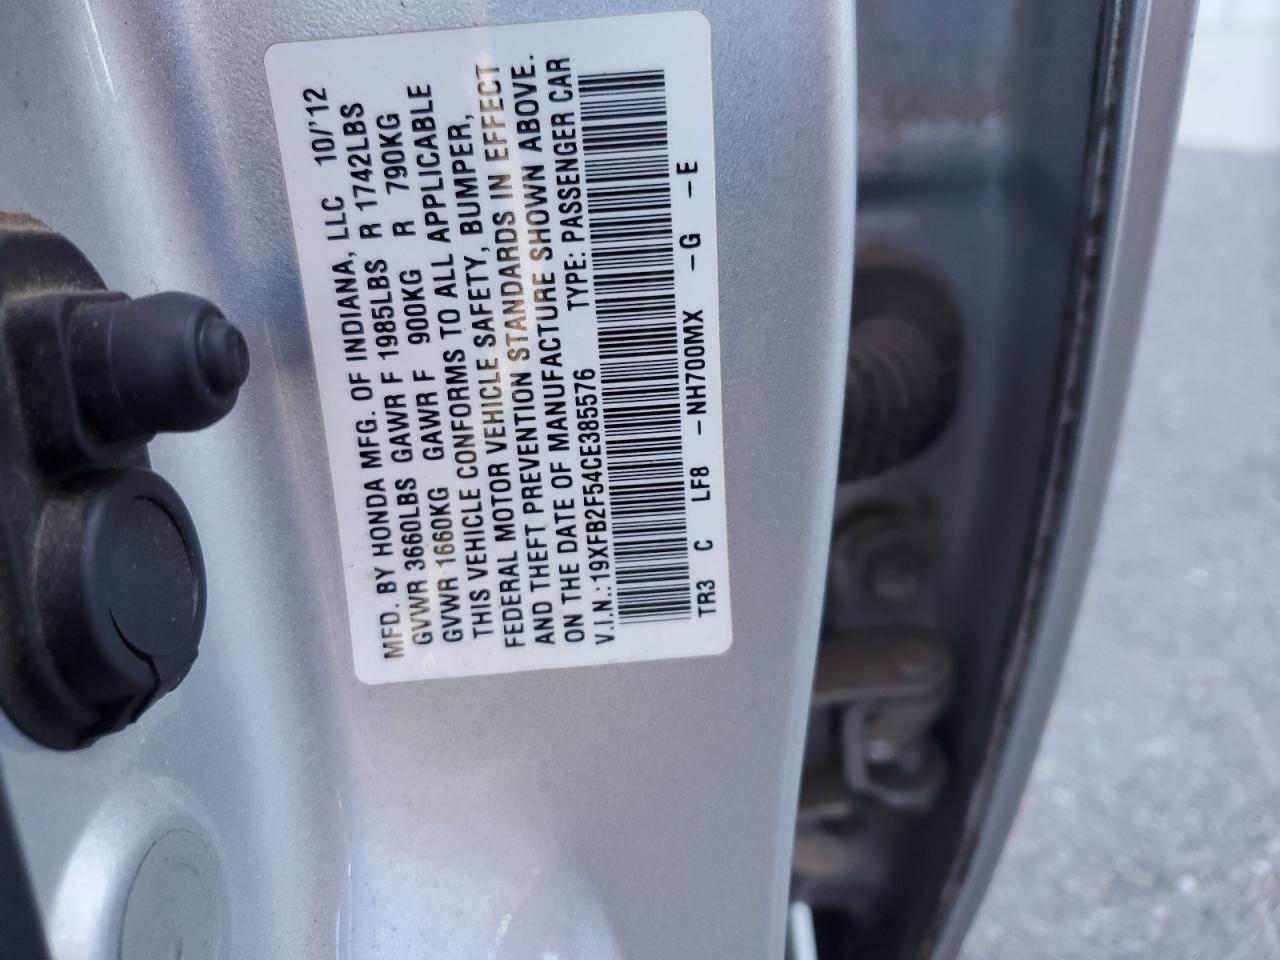 MFD. BY HONDA MFG. OF INDIANA, LLC 10/'12
GVWR 3660LBS GAWR F 1985LBS R 1742LBS
GVWR 1660KG GAWR F 900KG R 790KG
THIS VEHICLE CONFORMS TO ALL APPLICABLE
FEDERAL MOTOR VEHICLE SAFETY, BUMPER,
AND THEFT PREVENTION STANDARDS IN EFFECT
ON THE DATE OF MANUFACTURE SHOWN ABOVE.
V.I.N.: 19XFB2F54CE385576 TYPE: PASSENGER CAR
TR3 C LF8 -NH700MX -G -E